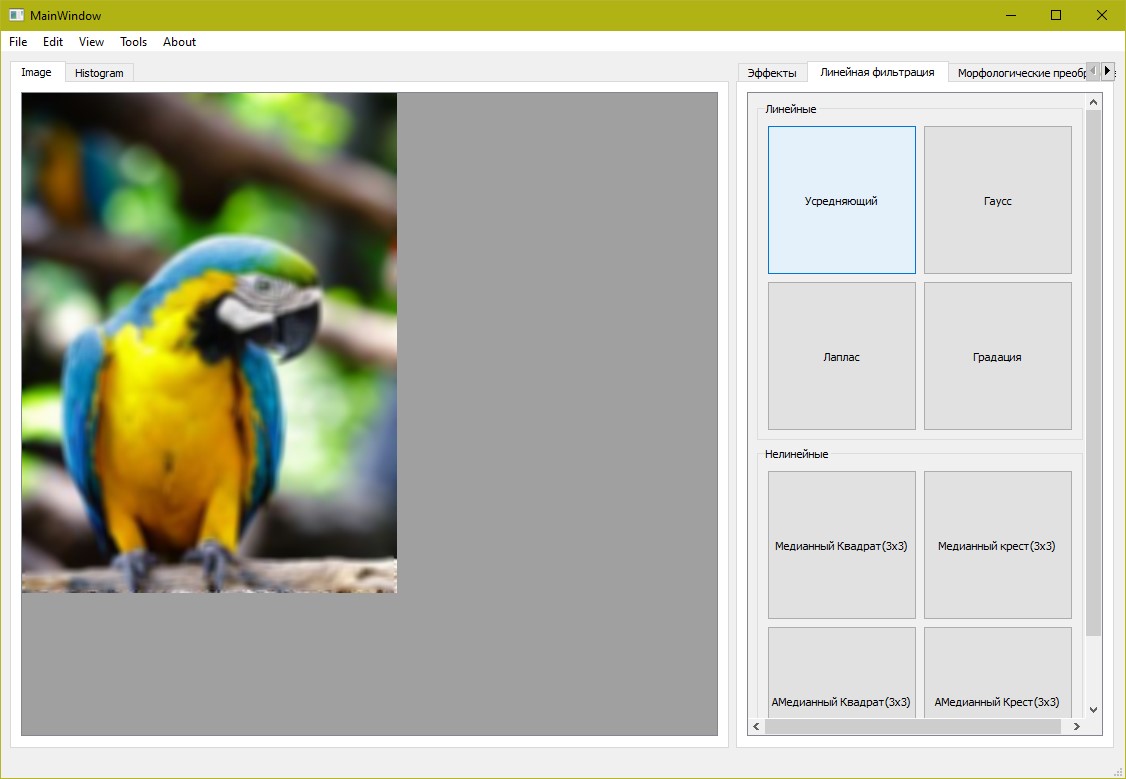 MainWindow
File Edit View Tools About
Image Histogram
Эффекты Линейная фильтрация Морфологические
Линейные
Усредняющий Гаусс
Лаплас Градация
Нелинейные
Медианный Квадрат(3x3) Медианный крест(3x3)
АМедианный Квадрат(3x3) АМедианный Крест(3x3)